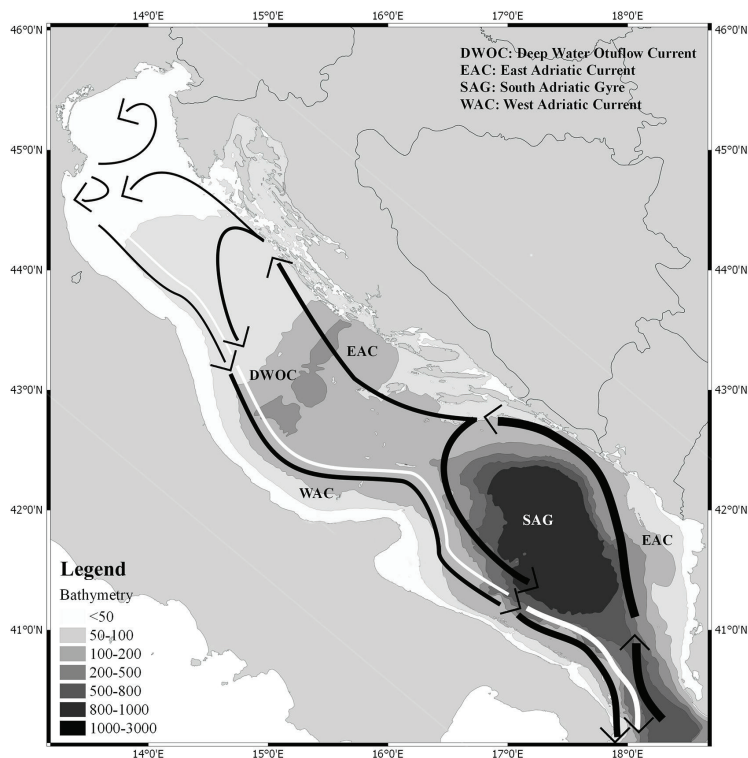 14°0'E 15°0'E 16°0'E 17°0'E 18°0'E
46°0'N 46°0'N
DWOC: Deep Water Otuflow Current
EAC: East Adriatic Current
SAG: South Adriatic Gyre
WAC: West Adriatic Current
45°0'N 45°0'N
44°0'N 44°0'N
EAC
DWOC
43°0'N 43°0'N
WAC
42°0'N 42°0'N
SAG
EAC
Legend
Bathymetry
<50
50-100
100-200
200-500
500-800
800-1000
1000-3000
41°0'N 41°0'N
14°0'E 15°0'E 16°0'E 17°0'E 18°0'E